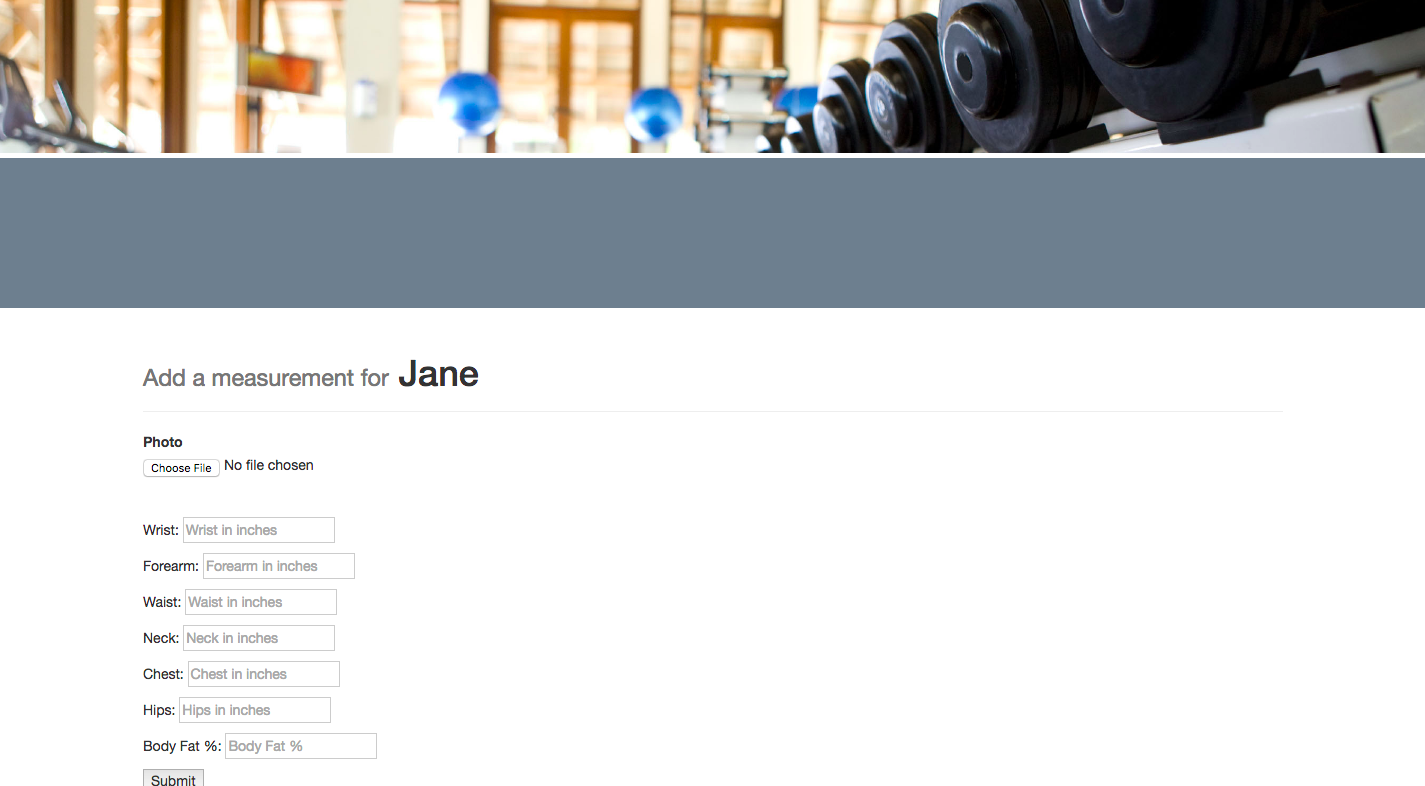 Add a measurement for Jane
Photo
Choose File No file chosen
Wrist: Wrist in inches
Forearm: Forearm in inches
Waist: Waist in inches
Neck: Neck in inches
Chest: Chest in inches
Hips: Hips in inches
Body Fat %: Body Fat %
Submit